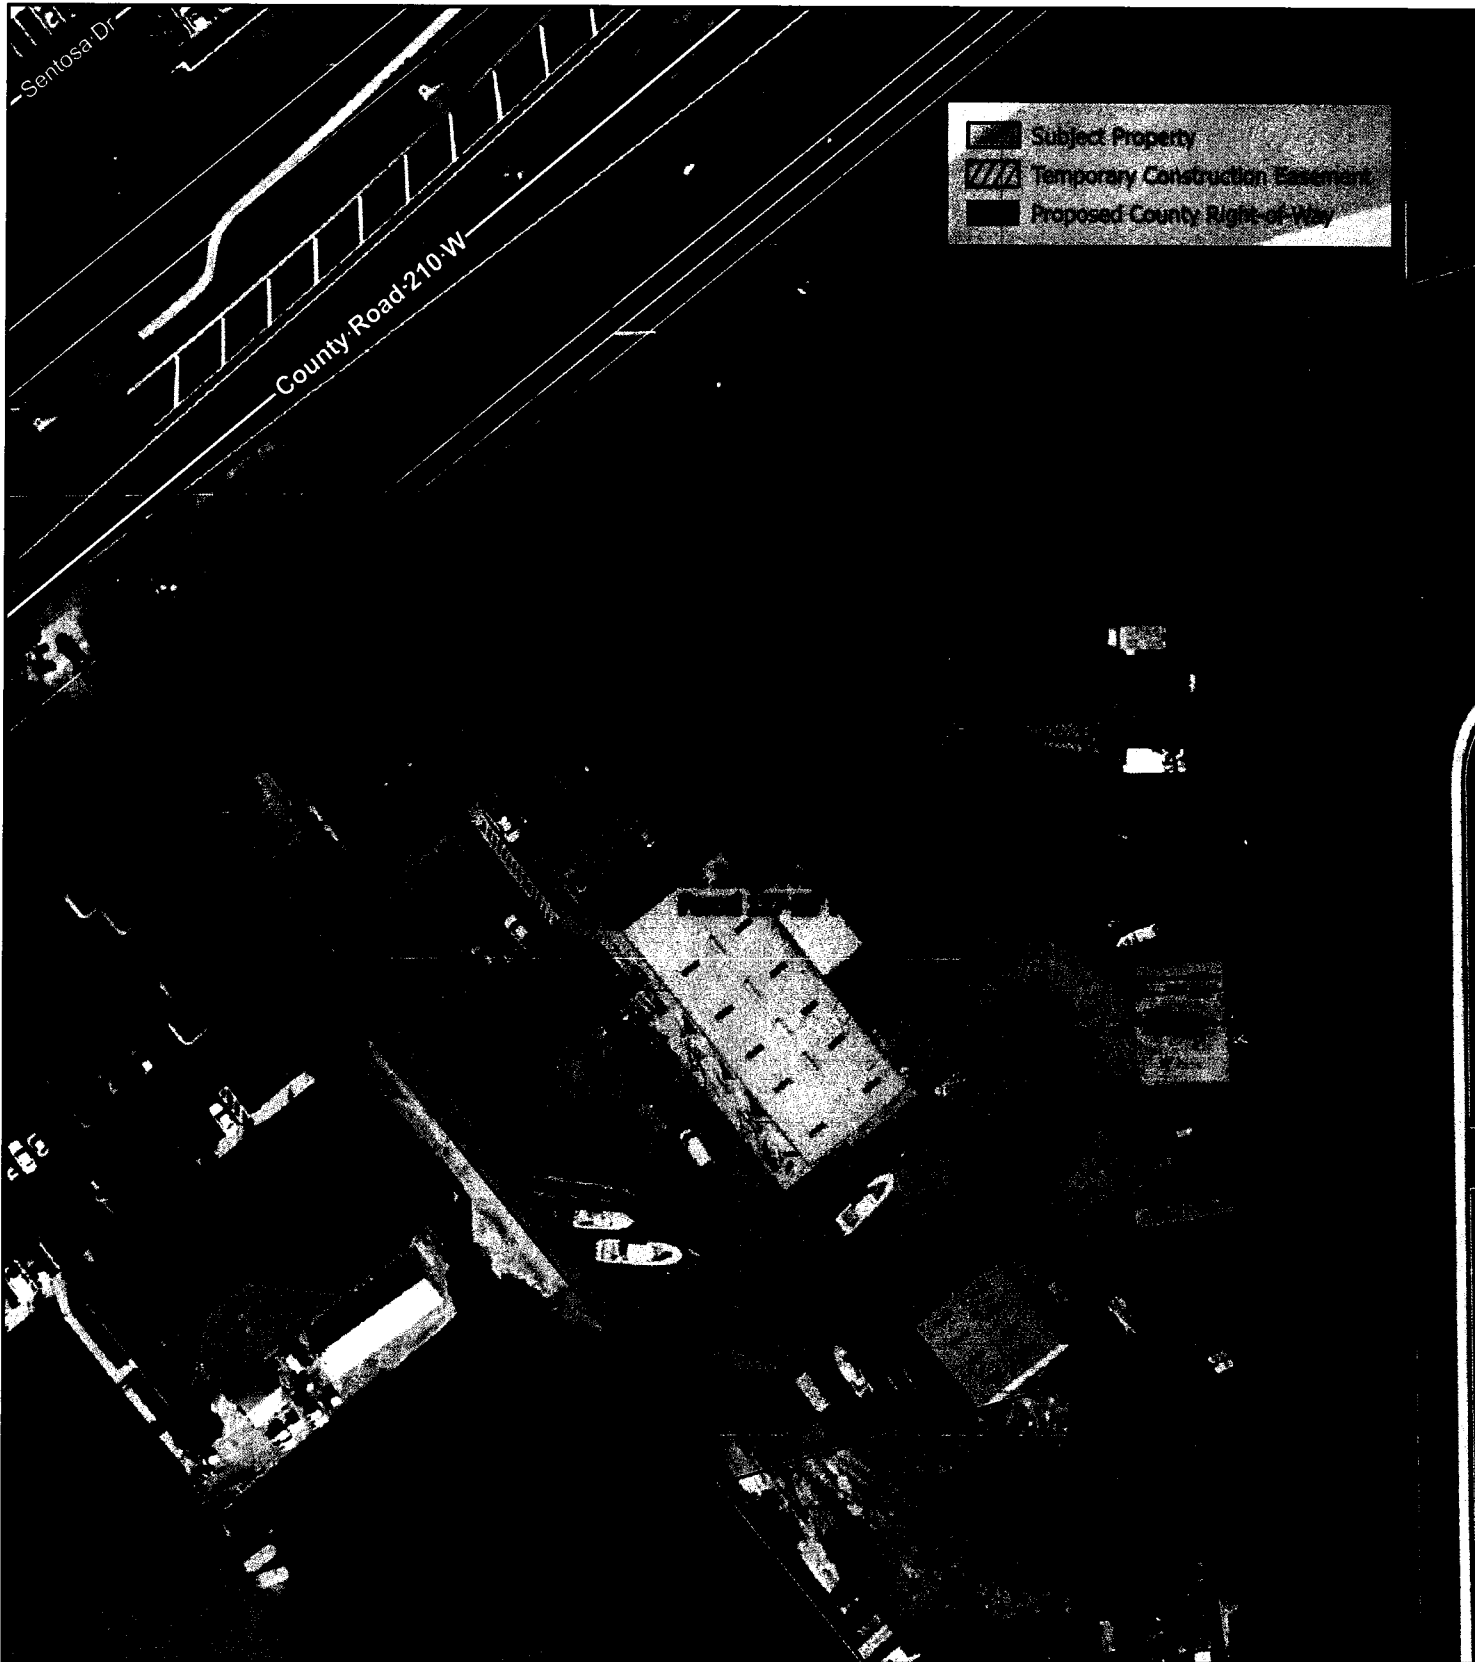 Sentosa Dr
Subject Property
Temporary Construction Easement
Proposed County Right-of-Way
County Road 210 W